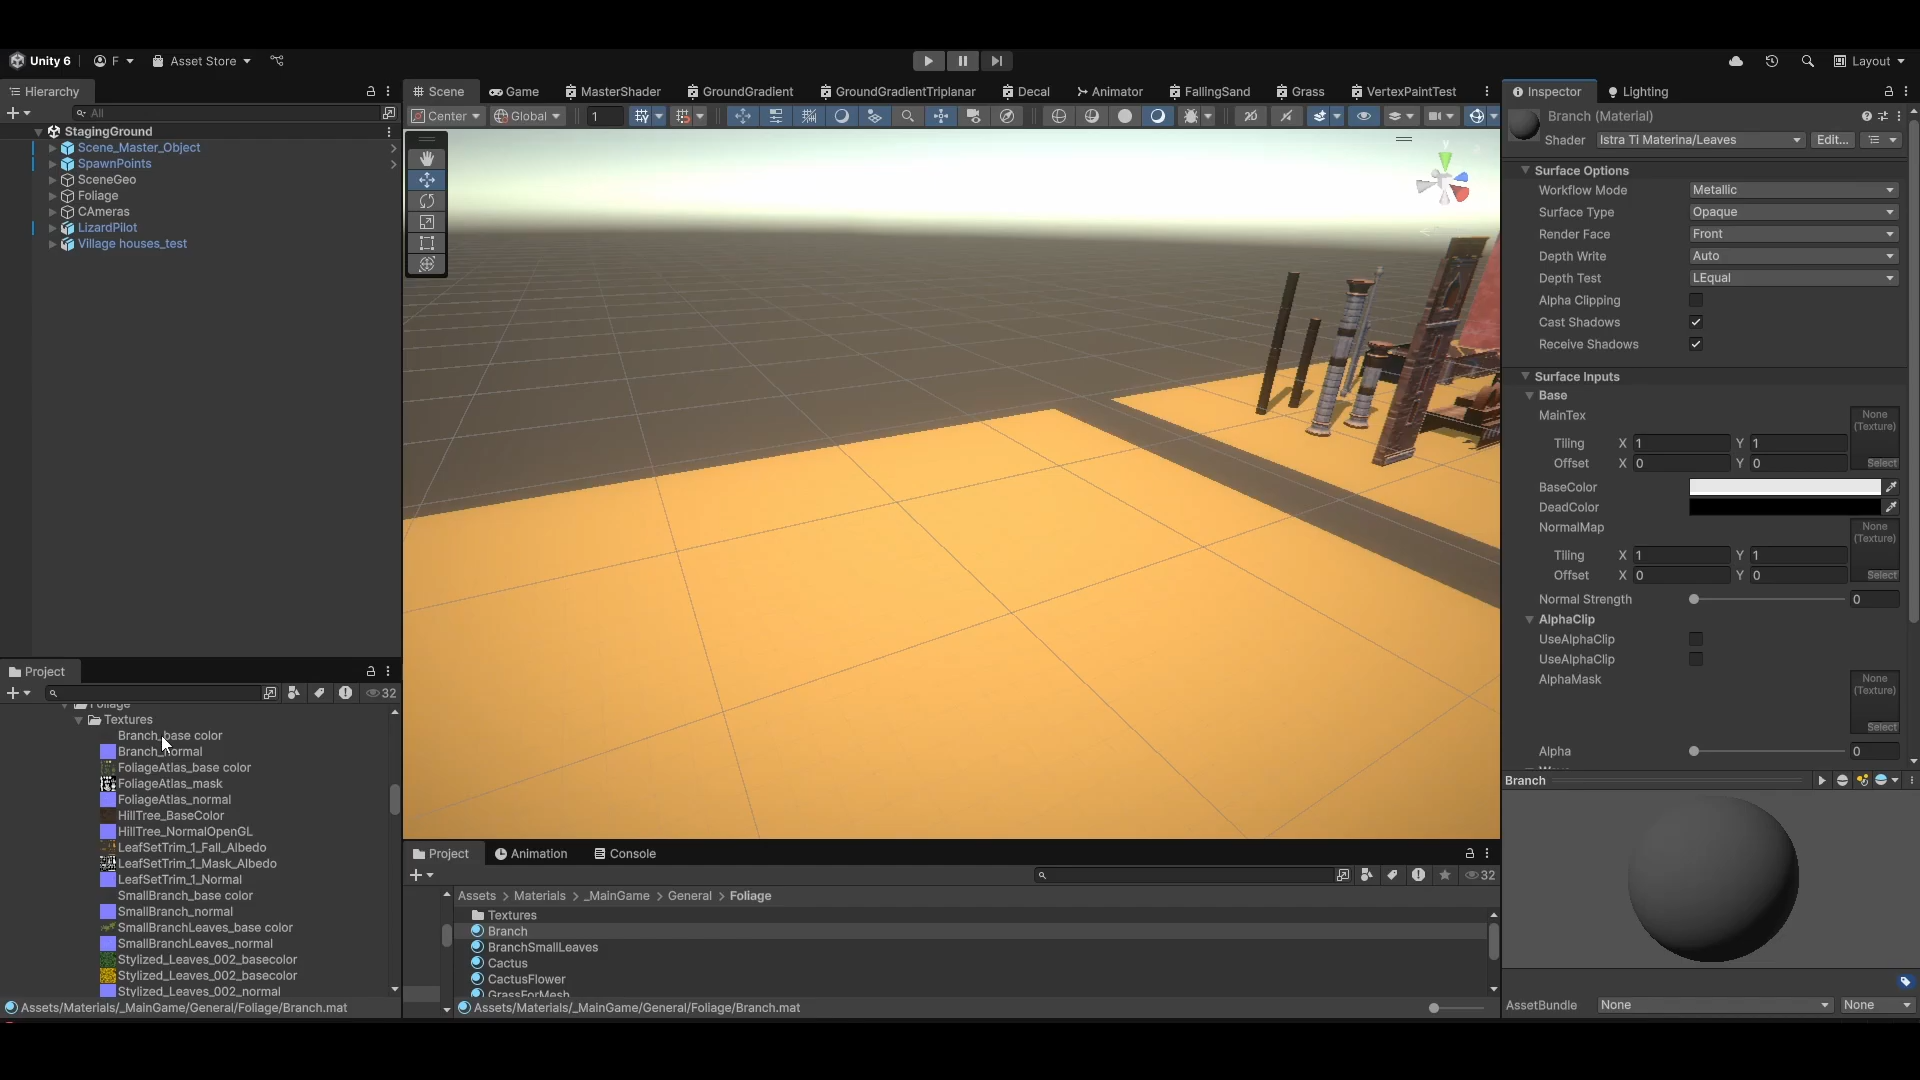 Unity 6
F
Asset Store
Layout
Hierarchy
All
StagingGround
Scene_Master_Object
SpawnPoints
SceneGeo
Foliage
CAmeras
LizardPilot
Village houses_test
Scene
Game
MasterShader
GroundGradient
GroundGradientTriplanar
Decal
Animator
FallingSand
Grass
VertexPaintTest
Center
Global
1
Inspector
Lighting
Branch (Material)
Shader
Istra TI Materina/Leaves
Edit...
Surface Options
Workflow Mode
Metallic
Surface Type
Opaque
Render Face
Front
Depth Write
Auto
Depth Test
LEqual
Alpha Clipping
Cast Shadows
Receive Shadows
Surface Inputs
Base
MainTex
None
(Texture)
Tiling
X 1
Y 1
Offset
X 0
Y 0
Select
BaseColor
DeadColor
NormalMap
None
(Texture)
Tiling
X 1
Y 1
Offset
X 0
Y 0
Select
Normal Strength
0
AlphaClip
UseAlphaClip
UseAlphaClip
AlphaMask
None
(Texture)
Select
Alpha
0
Branch
AssetBundle
None
None
Project
32
Foliage
Textures
Branch_base color
Branch_normal
FoliageAtlas_base color
FoliageAtlas_mask
FoliageAtlas_normal
HillTree_BaseColor
HillTree_NormalOpenGL
LeafSetTrim_1_Fall_Albedo
LeafSetTrim_1_Mask_Albedo
LeafSetTrim_1_Normal
SmallBranch_base color
SmallBranch_normal
SmallBranchLeaves_base color
SmallBranchLeaves_normal
Stylized_Leaves_002_basecolor
Stylized_Leaves_002_basecolor
Stylized_Leaves_002_normal
Assets/Materials/_MainGame/General/Foliage/Branch.mat
Project
Animation
Console
32
Assets > Materials > _MainGame > General > Foliage
Textures
Branch
BranchSmallLeaves
Cactus
CactusFlower
GrassForMesh
Assets/Materials/_MainGame/General/Foliage/Branch.mat